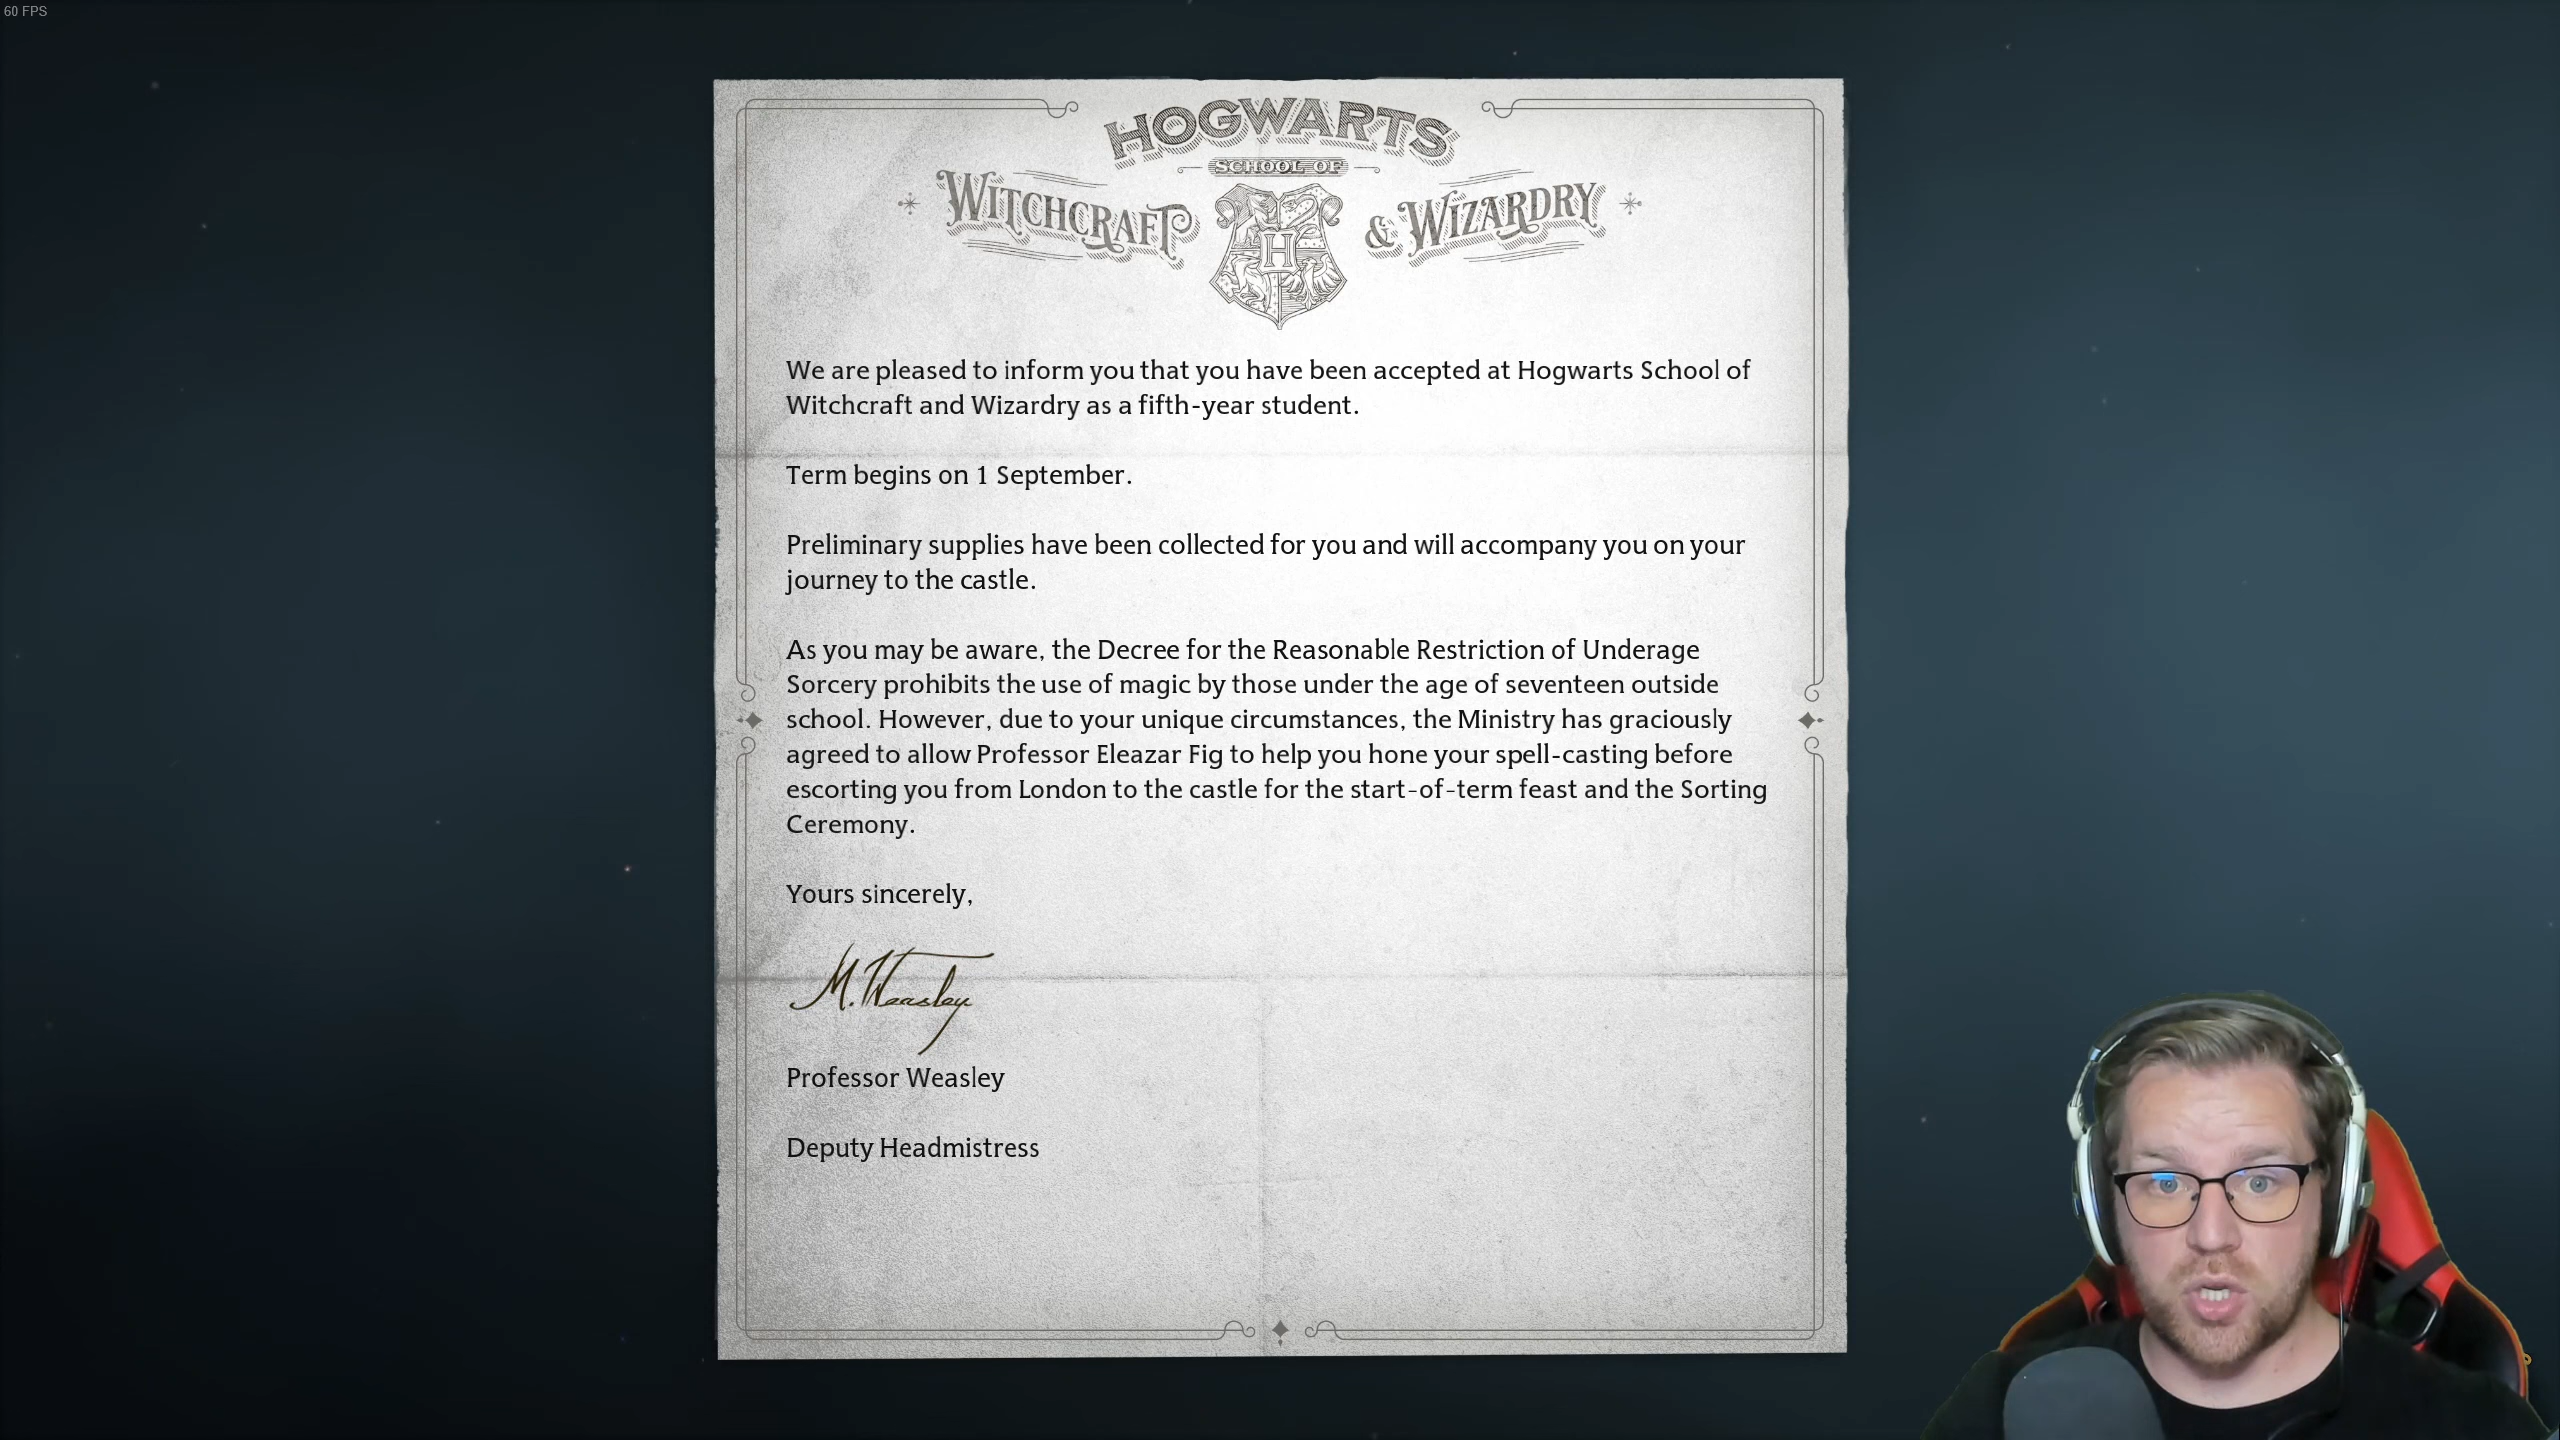 60 FPS
HOGWARTS
SCHOOL OF
WITCHCRAFT & WIZARDRY
H
We are pleased to inform you that you have been accepted at Hogwarts School of
Witchcraft and Wizardry as a fifth-year student.
Term begins on 1 September.
Preliminary supplies have been collected for you and will accompany you on your
journey to the castle.
As you may be aware, the Decree for the Reasonable Restriction of Underage
Sorcery prohibits the use of magic by those under the age of seventeen outside
school. However, due to your unique circumstances, the Ministry has graciously
agreed to allow Professor Eleazar Fig to help you hone your spell-casting before
escorting you from London to the castle for the start-of-term feast and the Sorting
Ceremony.
Yours sincerely,
M. Weasley
Professor Weasley
Deputy Headmistress